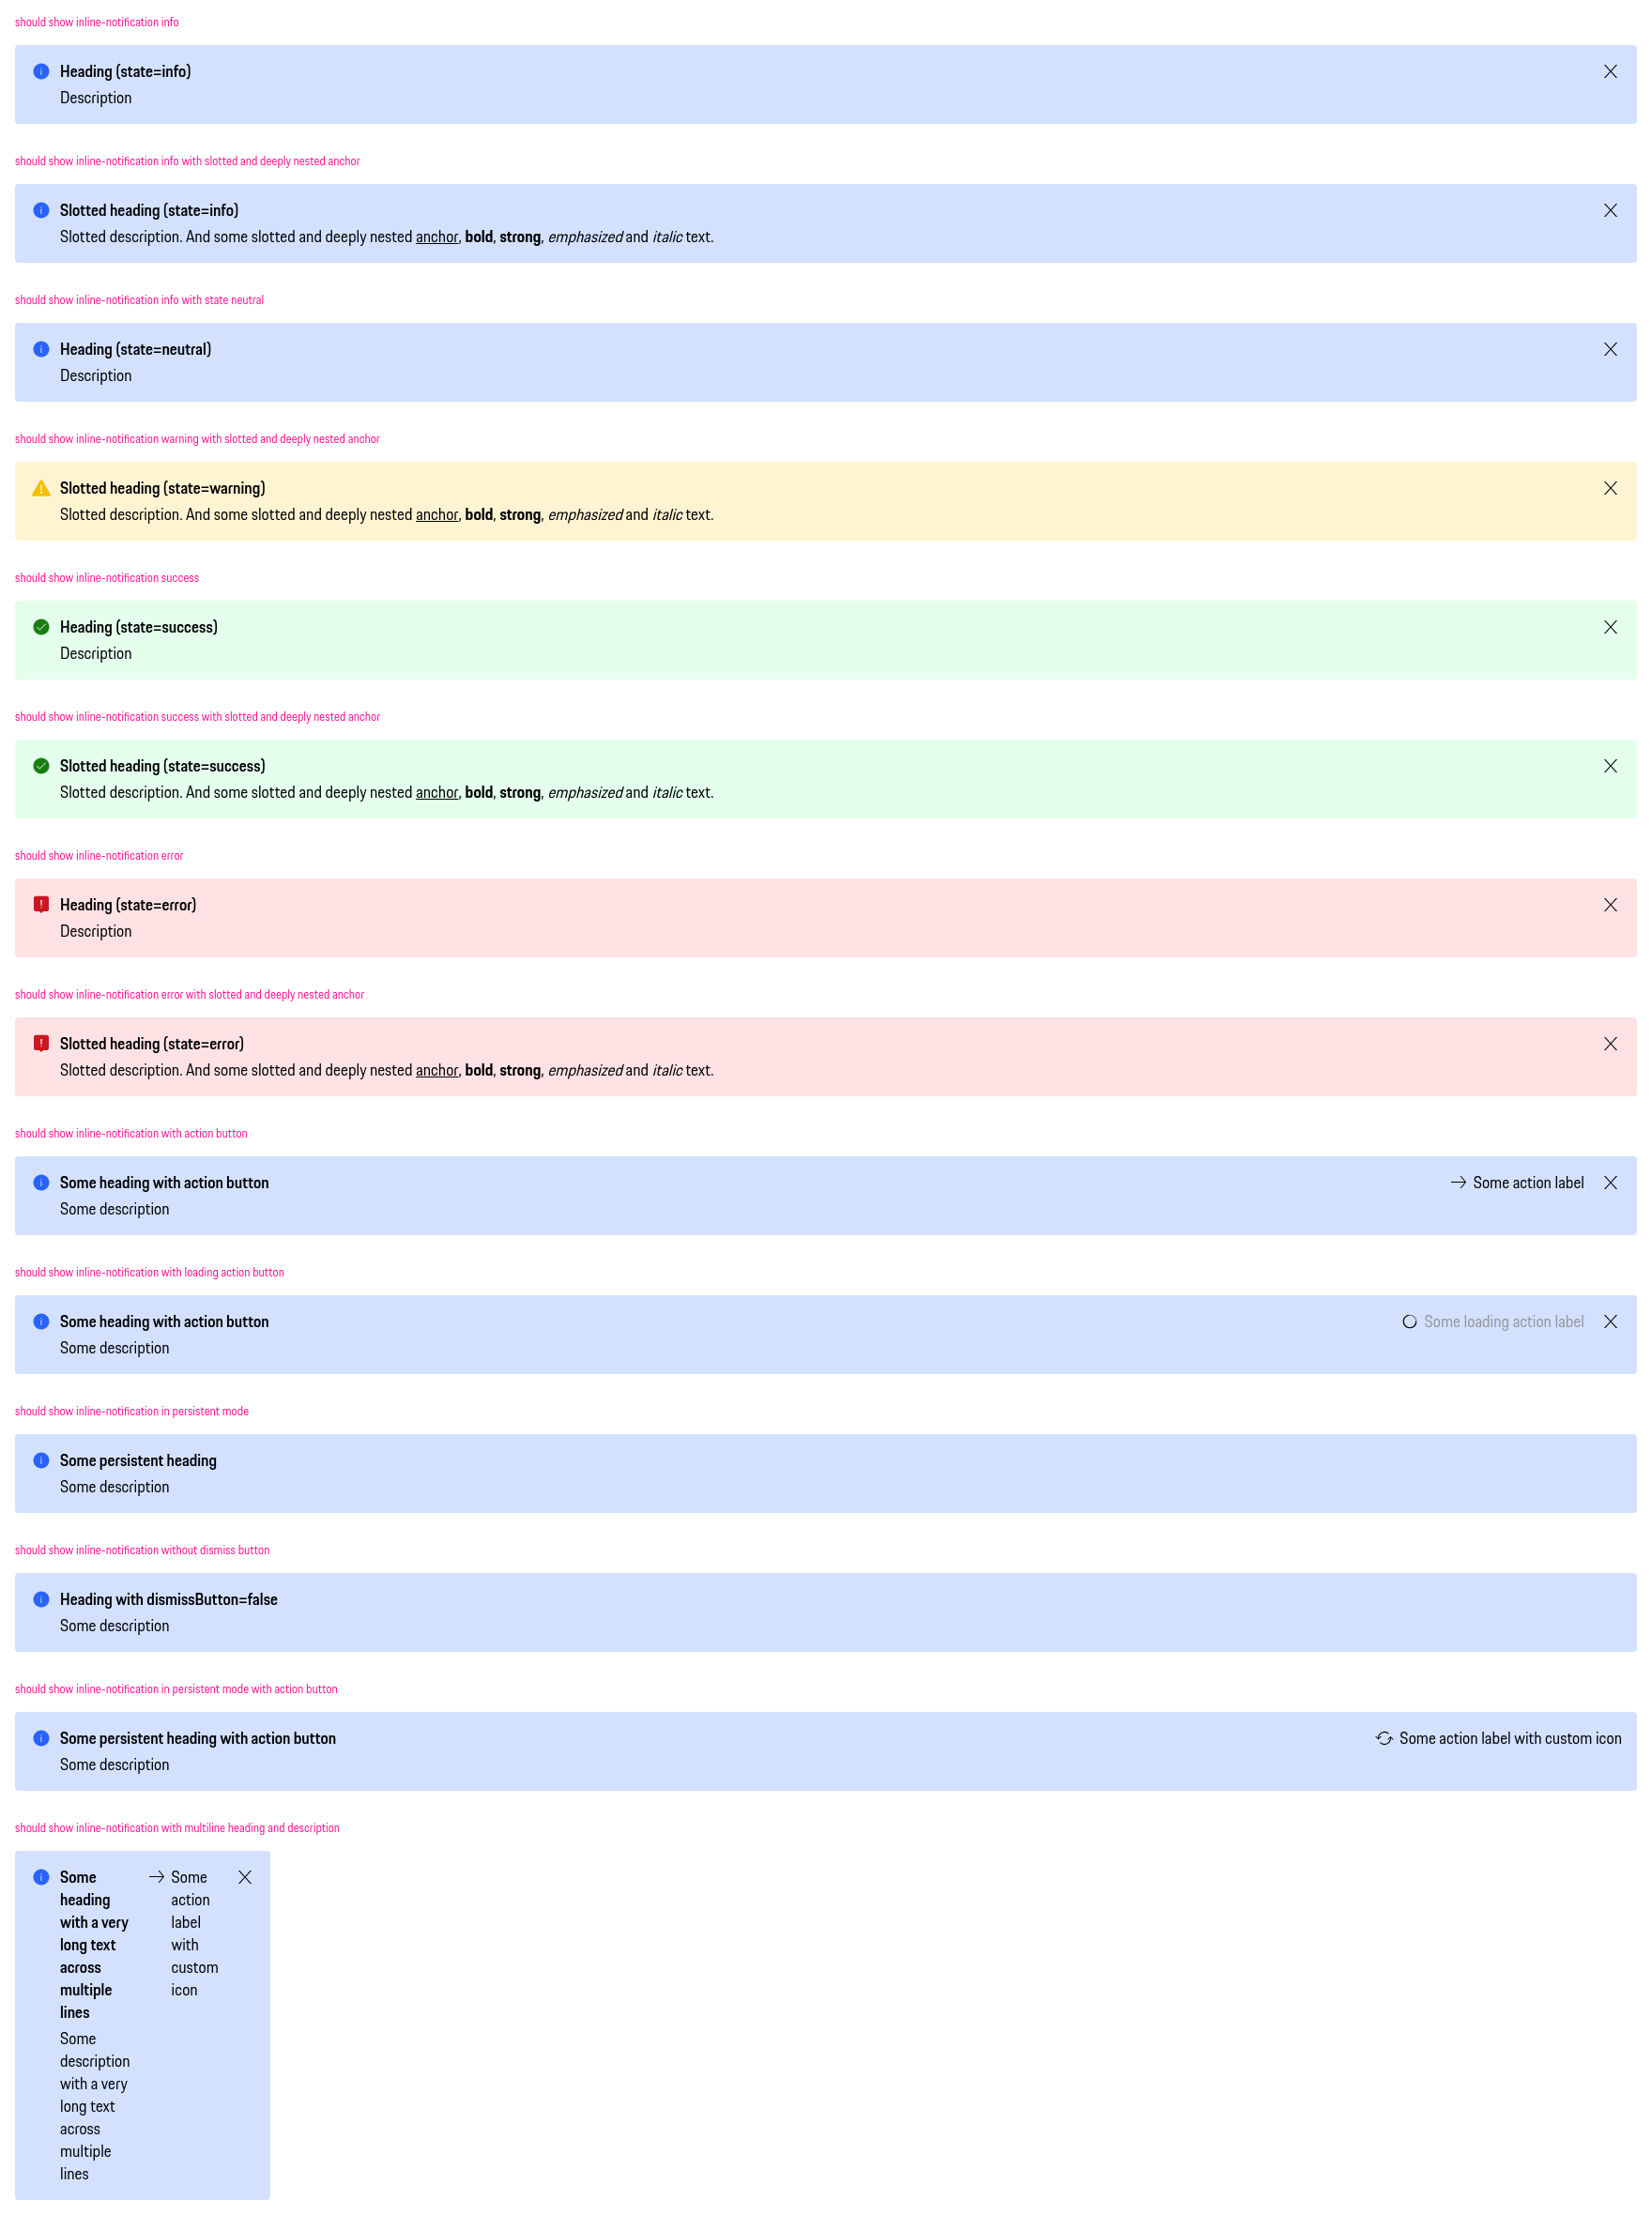 should show inline-notification info
Heading (state=info)
Description
should show inline-notification info with slotted and deeply nested anchor
Slotted heading (state=info)
Slotted description. And some slotted and deeply nested anchor, bold, strong, emphasized and italic text.
should show inline-notification info with state neutral
Heading (state=neutral)
Description
should show inline-notification warning with slotted and deeply nested anchor
Slotted heading (state=warning)
Slotted description. And some slotted and deeply nested anchor, bold, strong, emphasized and italic text.
should show inline-notification success
Heading (state=success)
Description
should show inline-notification success with slotted and deeply nested anchor
Slotted heading (state=success)
Slotted description. And some slotted and deeply nested anchor, bold, strong, emphasized and italic text.
should show inline-notification error
Heading (state=error)
Description
should show inline-notification error with slotted and deeply nested anchor
Slotted heading (state=error)
Slotted description. And some slotted and deeply nested anchor, bold, strong, emphasized and italic text.
should show inline-notification with action button
Some heading with action button
Some action label
Some description
should show inline-notification with loading action button
Some heading with action button
Some loading action label
Some description
should show inline-notification in persistent mode
Some persistent heading
Some description
should show inline-notification without dismiss button
Heading with dismissButton=false
Some description
should show inline-notification in persistent mode with action button
Some persistent heading with action button
Some action label with custom icon
Some description
should show inline-notification with multiline heading and description
Some
heading
with a very
long text
across
multiple
lines
Some
description
with a very
long text
across
multiple
lines
Some
action
label
with
custom
icon